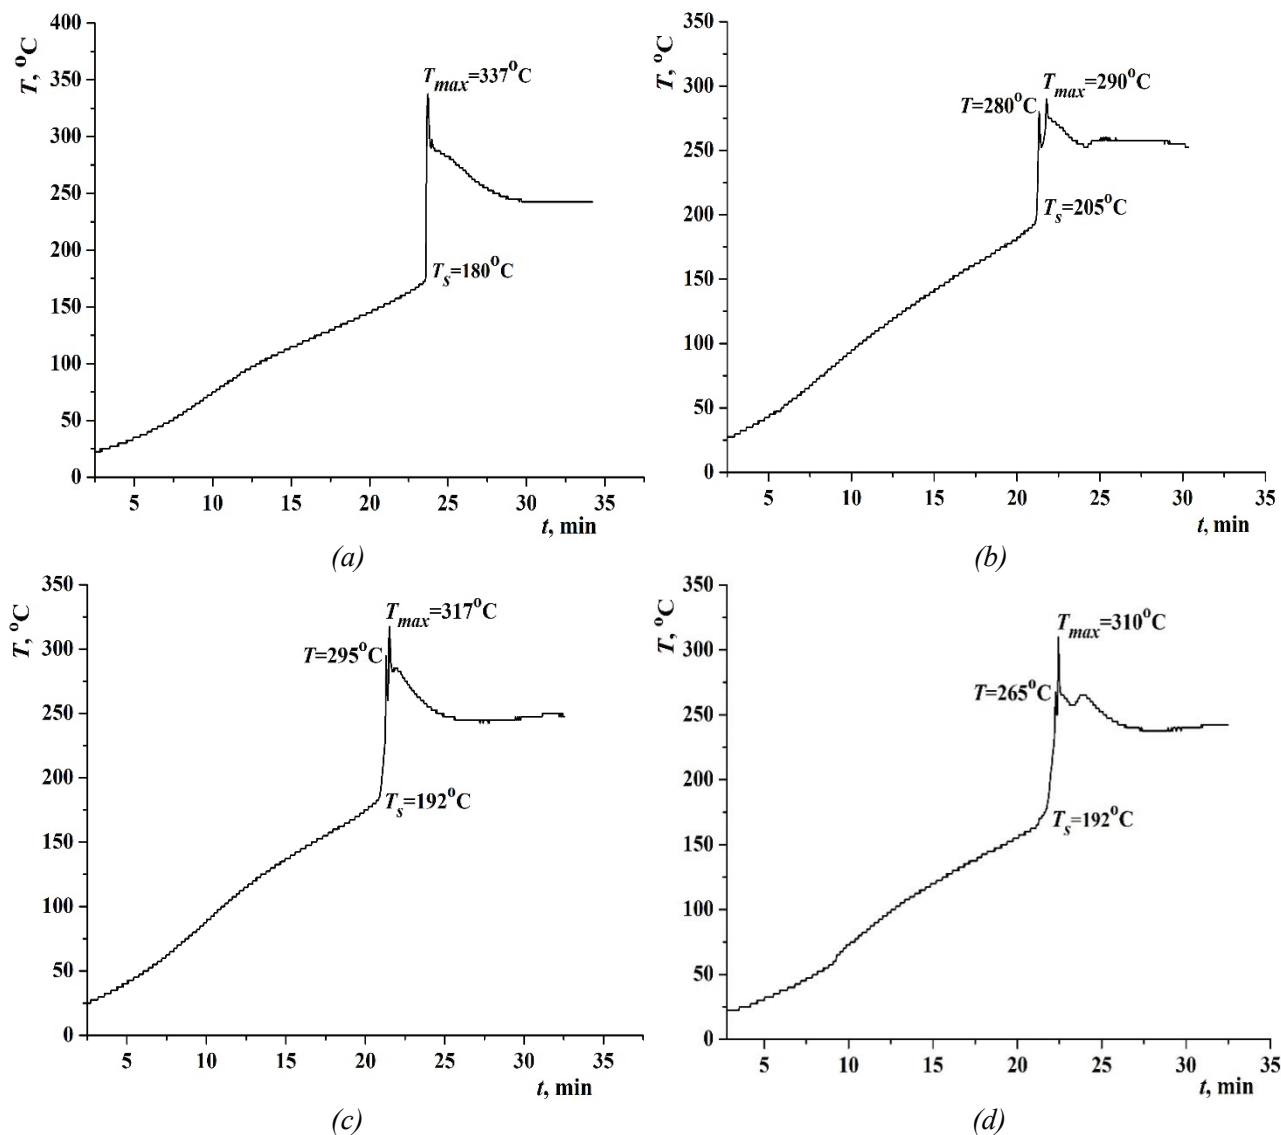 T, °C
400
350
300
250
200
150
100
50
0
T_max=337°C
T_s=180°C
5 10 15 20 25 30 35
t, min
(a)
T, °C
350
300
250
200
150
100
50
0
T=280°C
T_max=290°C
T_s=205°C
5 10 15 20 25 30 35
t, min
(b)
T, °C
350
300
250
200
150
100
50
0
T_max=317°C
T=295°C
T_s=192°C
5 10 15 20 25 30 35
t, min
(c)
T, °C
350
300
250
200
150
100
50
0
T_max=310°C
T=265°C
T_s=192°C
5 10 15 20 25 30 35
t, min
(d)